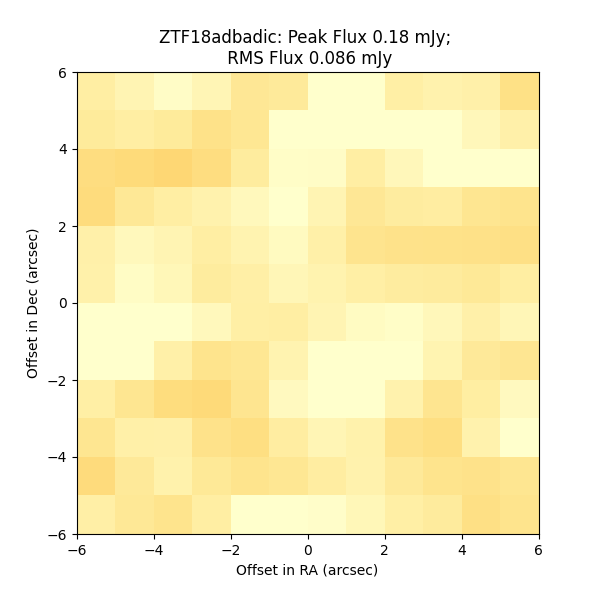 ZTF18adbadic: Peak Flux 0.18 mJy;
RMS Flux 0.086 mJy
6
4
2
0
−2
−4
−6
Offset in Dec (arcsec)
−6 −4 −2 0 2 4 6
Offset in RA (arcsec)